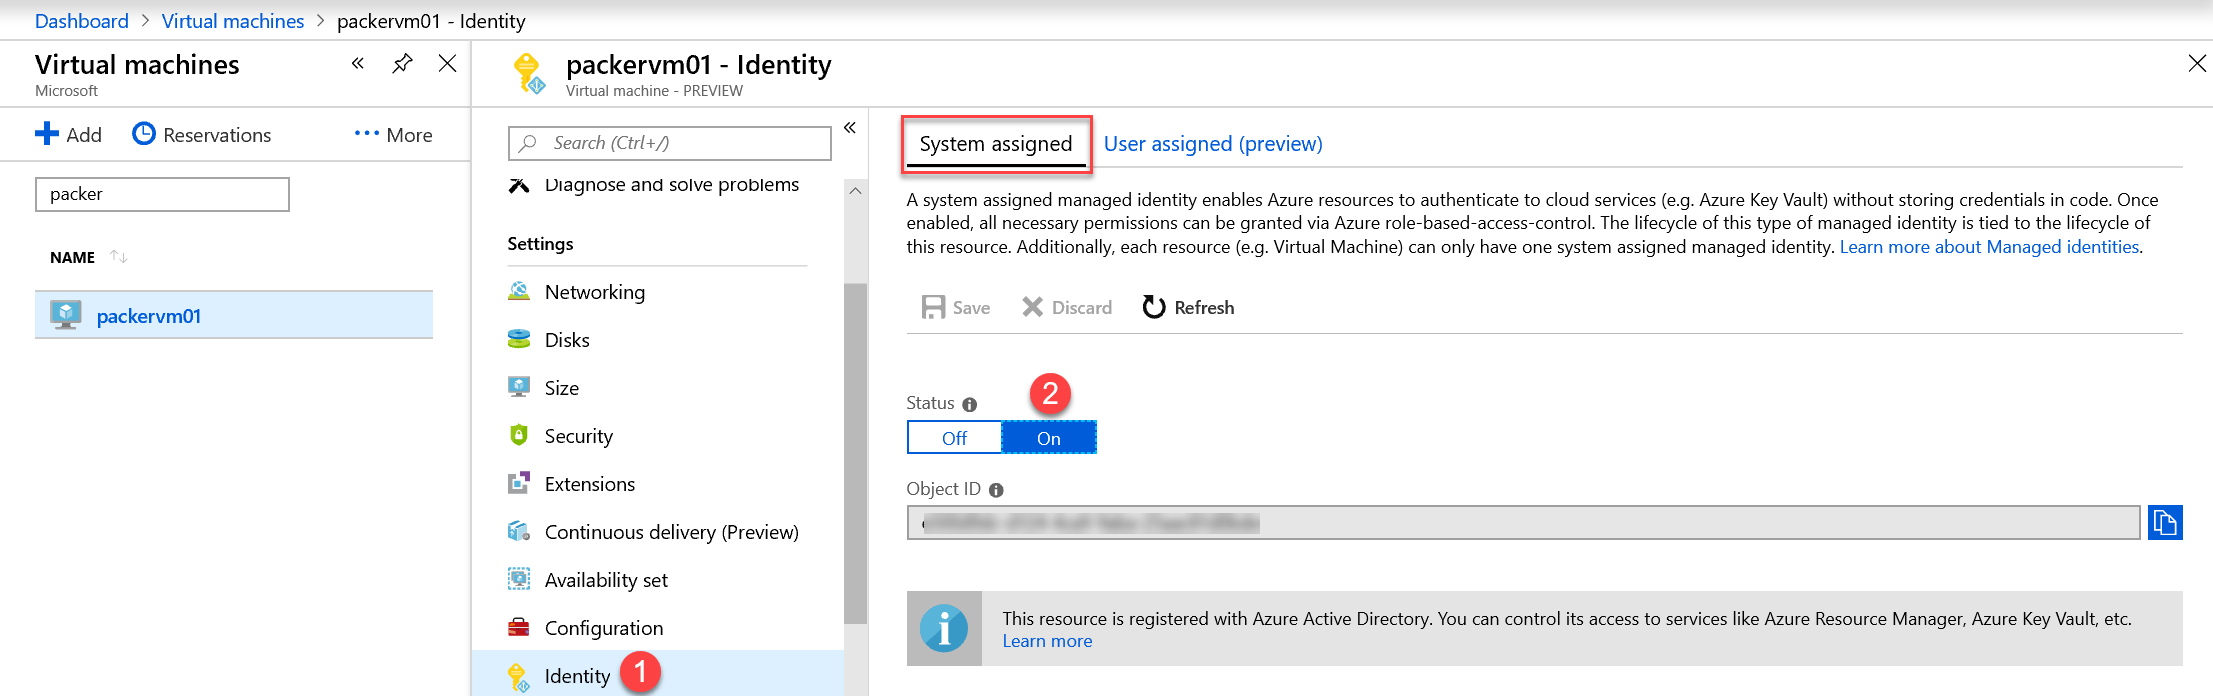 Dashboard > Virtual machines > packervm01 - Identity
Virtual machines
Microsoft
Add
Reservations
More
packer
NAME
packervm01
packervm01 - Identity
Virtual machine - PREVIEW
Search (Ctrl+/)
Diagnose and solve problems
Settings
Networking
Disks
Size
Security
Extensions
Continuous delivery (Preview)
Availability set
Configuration
Identity 1
System assigned
User assigned (preview)
A system assigned managed identity enables Azure resources to authenticate to cloud services (e.g. Azure Key Vault) without storing credentials in code. Once
enabled, all necessary permissions can be granted via Azure role-based-access-control. The lifecycle of this type of managed identity is tied to the lifecycle of
this resource. Additionally, each resource (e.g. Virtual Machine) can only have one system assigned managed identity. Learn more about Managed identities.
Save
Discard
Refresh
2
Status
Off
On
Object ID
This resource is registered with Azure Active Directory. You can control its access to services like Azure Resource Manager, Azure Key Vault, etc.
Learn more